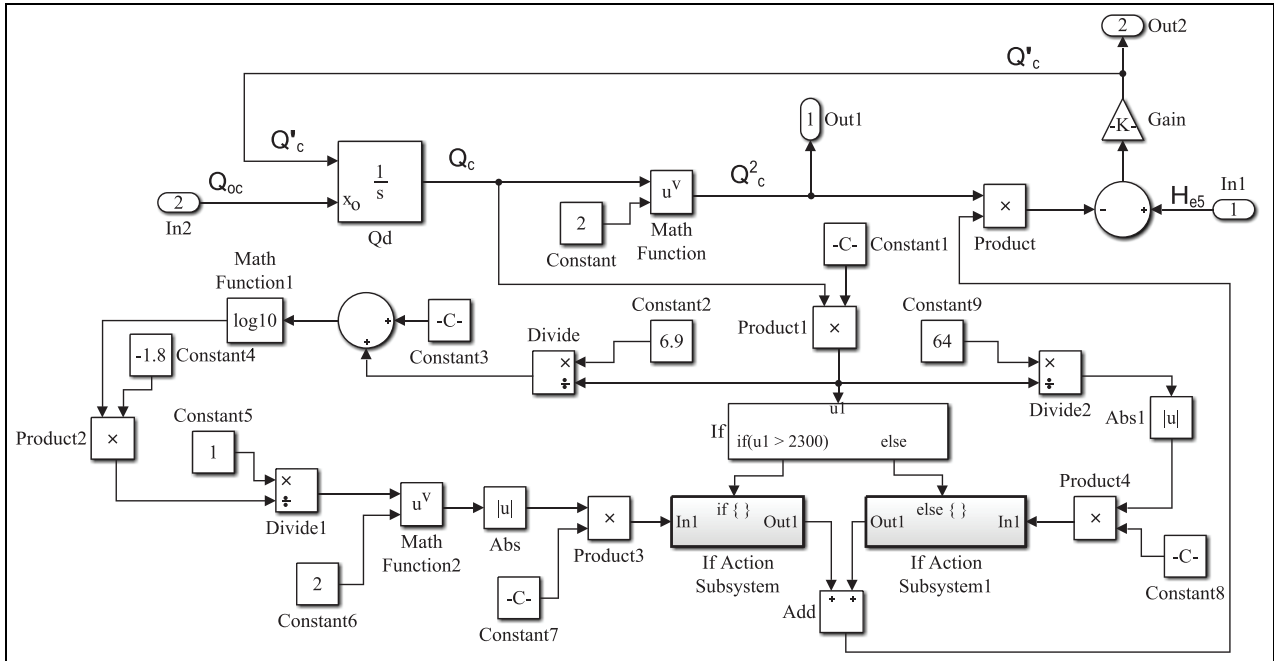 2 Out2
Q'c
-K- Gain
1 Out1
Q'c
Qoc
2
In2
1
s
xo
Qd
Qc
2
Constant
u^v
Math
Function
Q²c
×
Product
-
+
He5
In1
1
-C- Constant1
Math
Function1
log10
+
+
-C-
Constant3
-1.8 Constant4
Divide
×
÷
Constant2
6.9
Product1 ×
Constant9
64
×
÷
Divide2
Abs1 |u|
Product2 ×
Constant5
1
×
÷
Divide1
If
u1
if(u1 > 2300) else
Product4
×
-C-
Constant8
u^v
Math
Function2
2
Constant6
|u|
Abs
×
Product3
-C-
Constant7
In1 if { } Out1
If Action
Subsystem
Out1 else { } In1
If Action
Subsystem1
Add + +